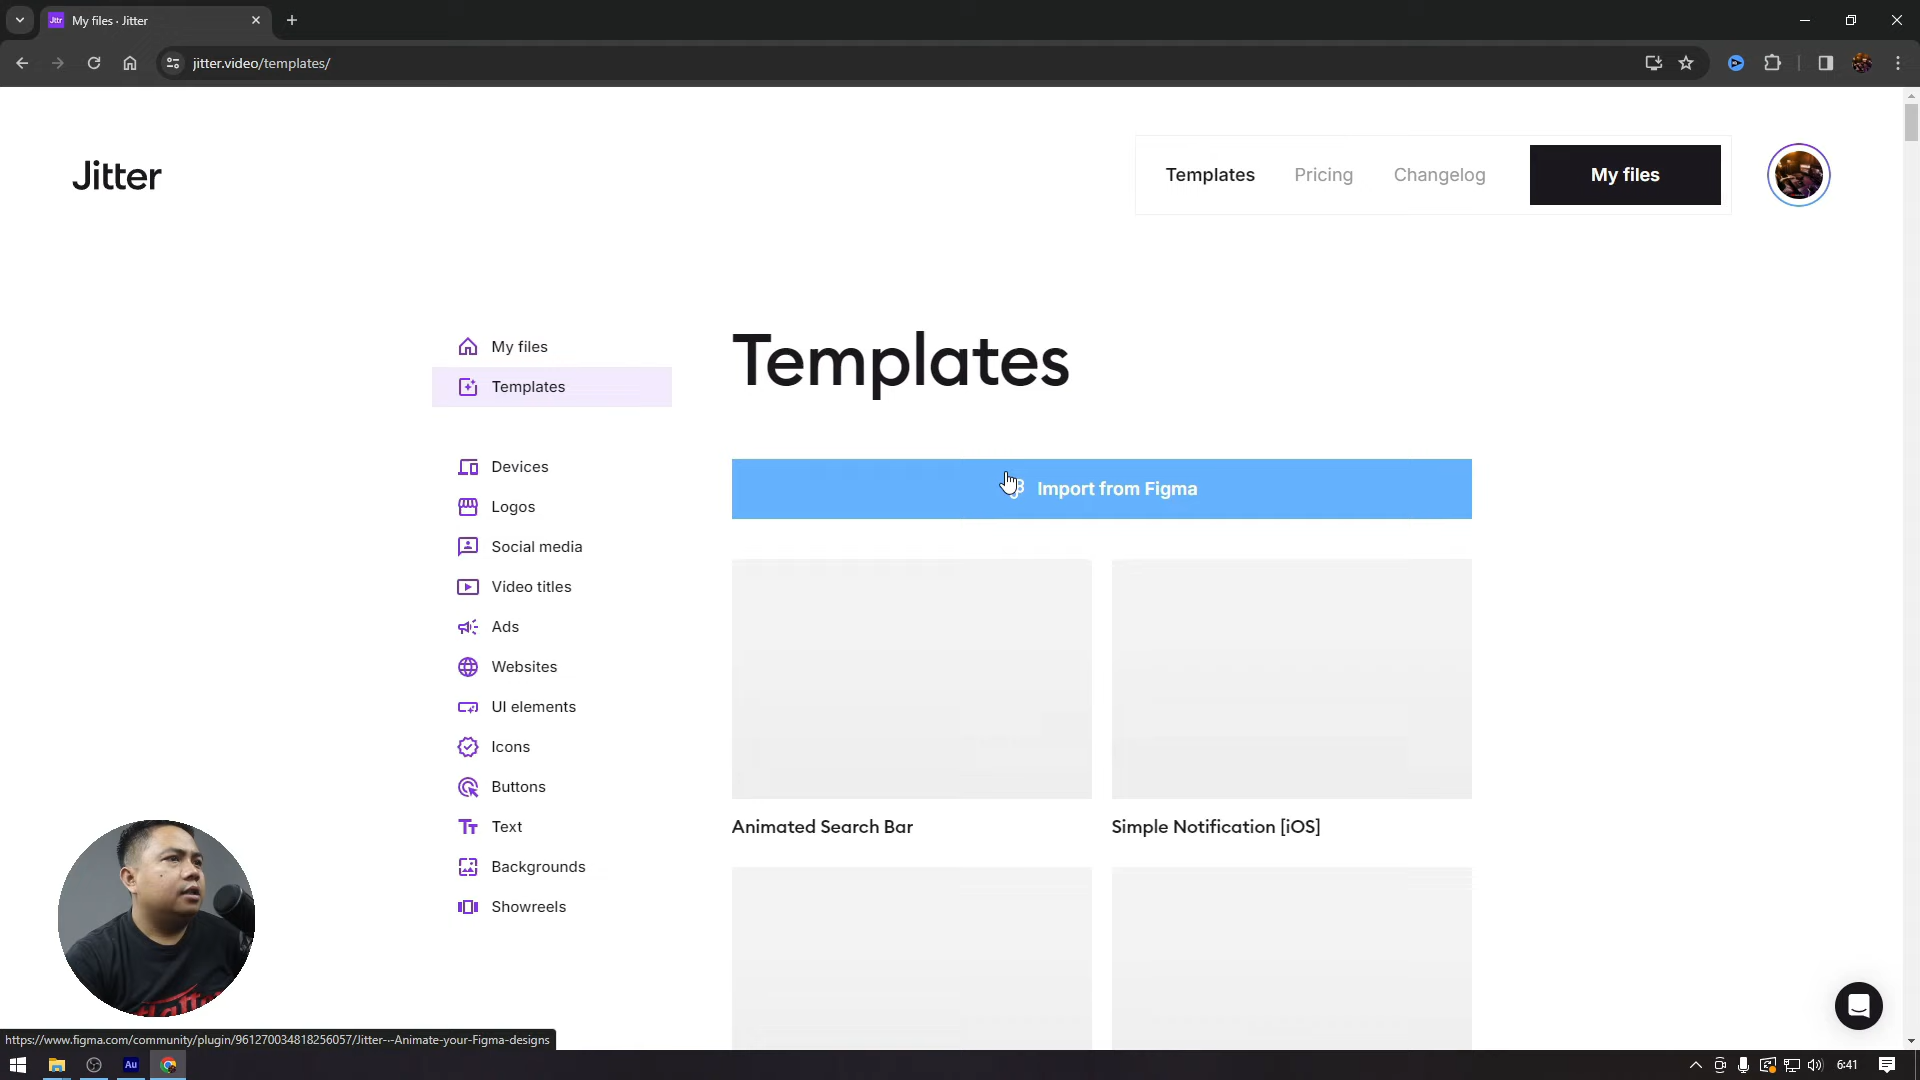 Jittr
My files · Jitter
jitter.video/templates/
Jitter
Templates
Pricing
Changelog
My files
My files
Templates
Devices
Logos
Social media
Video titles
Ads
Websites
UI elements
Icons
Buttons
Text
Backgrounds
Showreels
Templates
Import from Figma
Animated Search Bar
Simple Notification [iOS]
https://www.figma.com/community/plugin/961270034818256057/Jitter-·-Animate-your-Figma-designs
Au
6:41